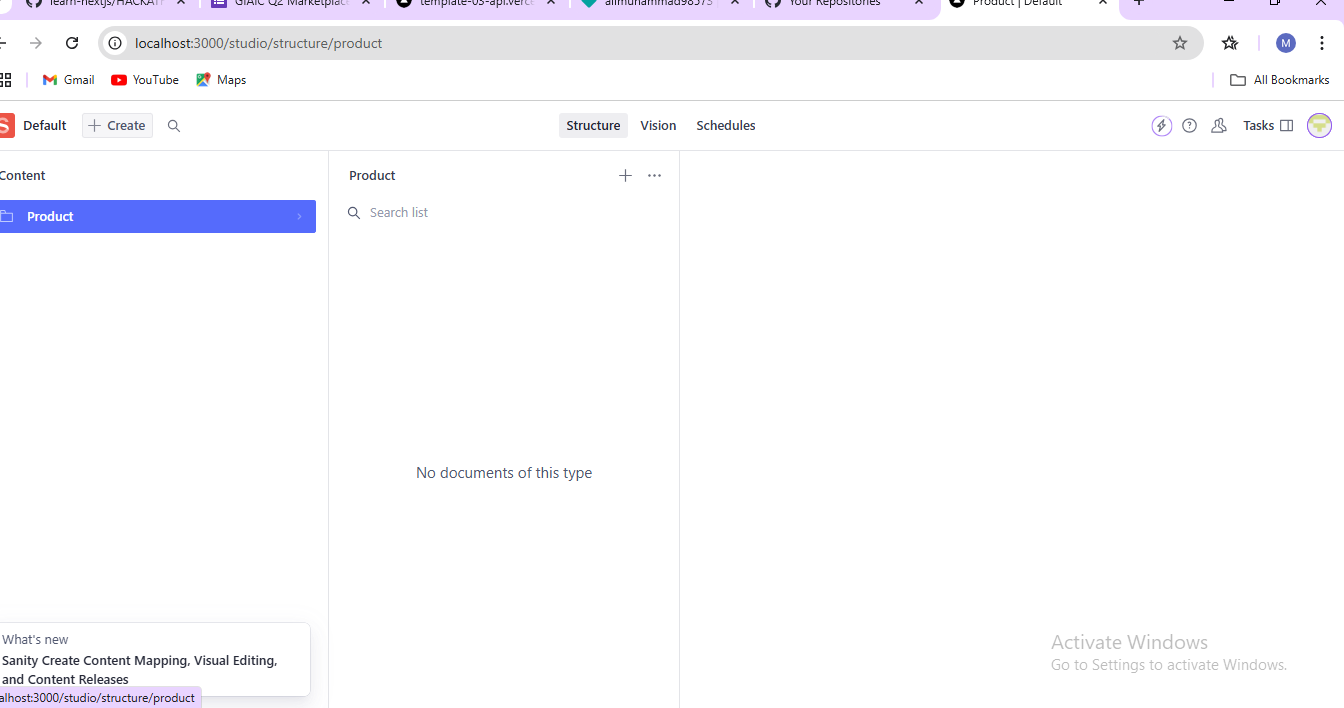 learn-nextjs/HACKATH GIAIC Q2 Marketplac template-03-api.verce alimuhammad98573 Your Repositories Product | Default
localhost:3000/studio/structure/product M
Gmail YouTube Maps All Bookmarks
S Default + Create Structure Vision Schedules Tasks
Content Product
Product Search list
No documents of this type
What's new
Sanity Create Content Mapping, Visual Editing,
and Content Releases
alhost:3000/studio/structure/product
Activate Windows
Go to Settings to activate Windows.